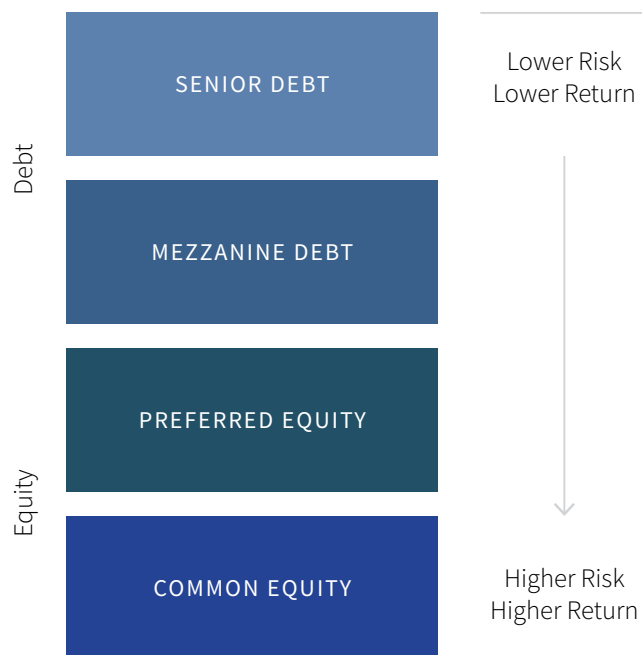 SENIOR DEBT
Lower Risk
Lower Return
Debt
MEZZANINE DEBT
PREFERRED EQUITY
Equity
COMMON EQUITY
Higher Risk
Higher Return